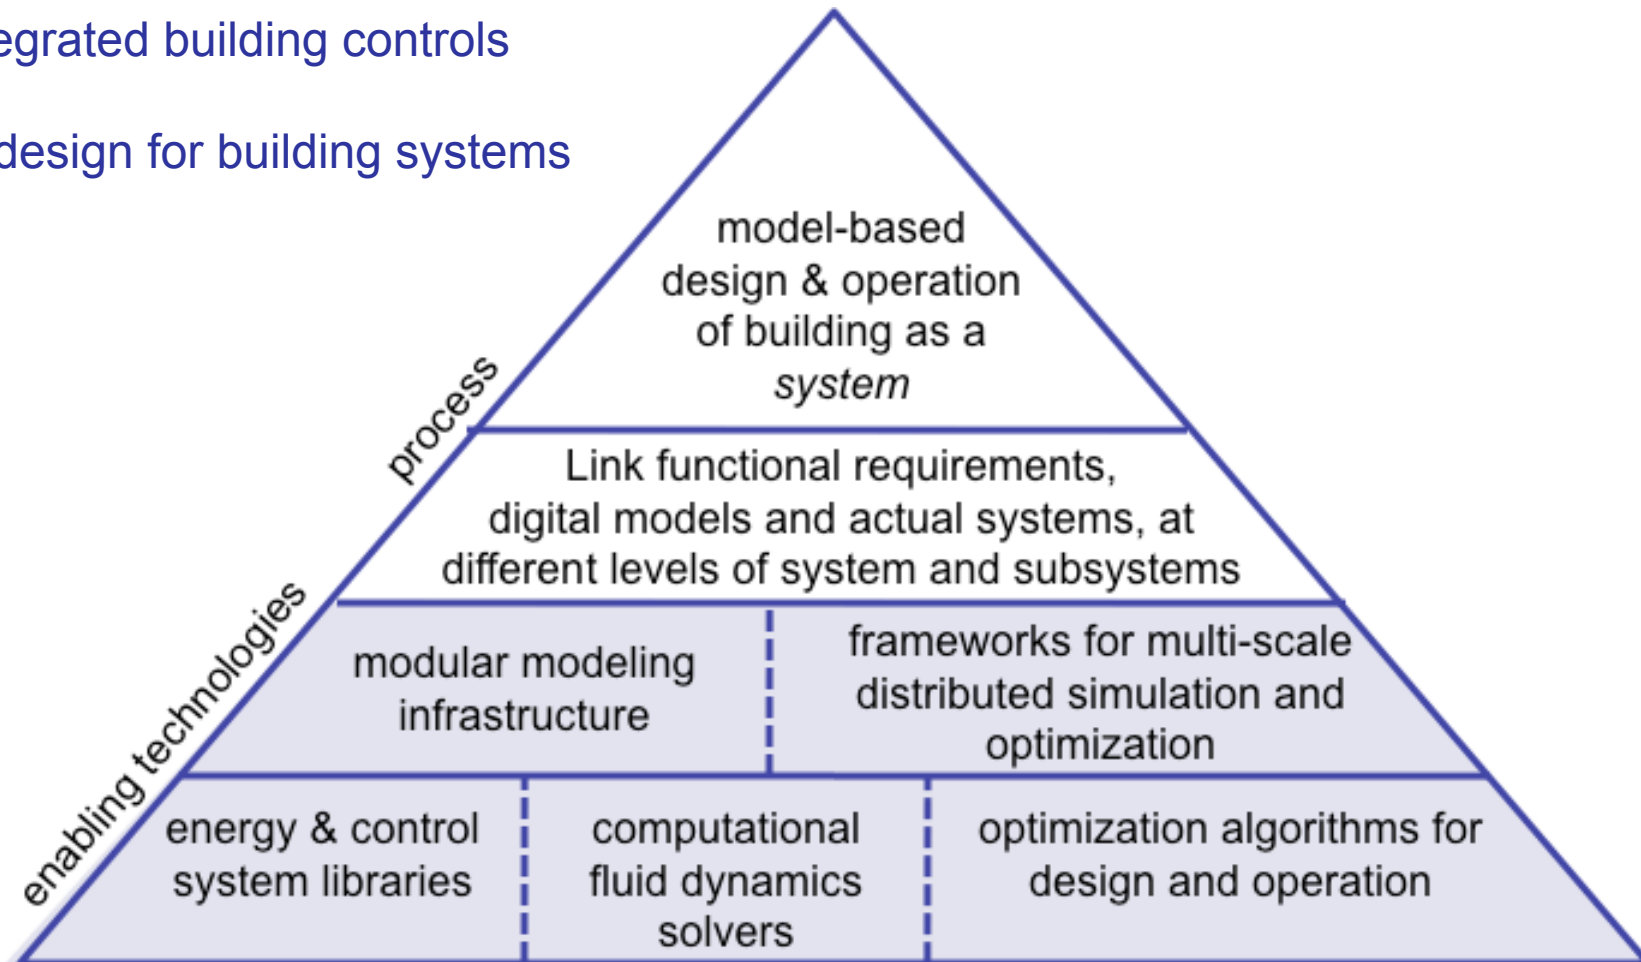 egrated building controls
design for building systems
model-based
design & operation
of building as a
system
process
Link functional requirements,
digital models and actual systems, at
different levels of system and subsystems
enabling technologies
modular modeling
infrastructure
frameworks for multi-scale
distributed simulation and
optimization
energy & control
system libraries
computational
fluid dynamics
solvers
optimization algorithms for
design and operation